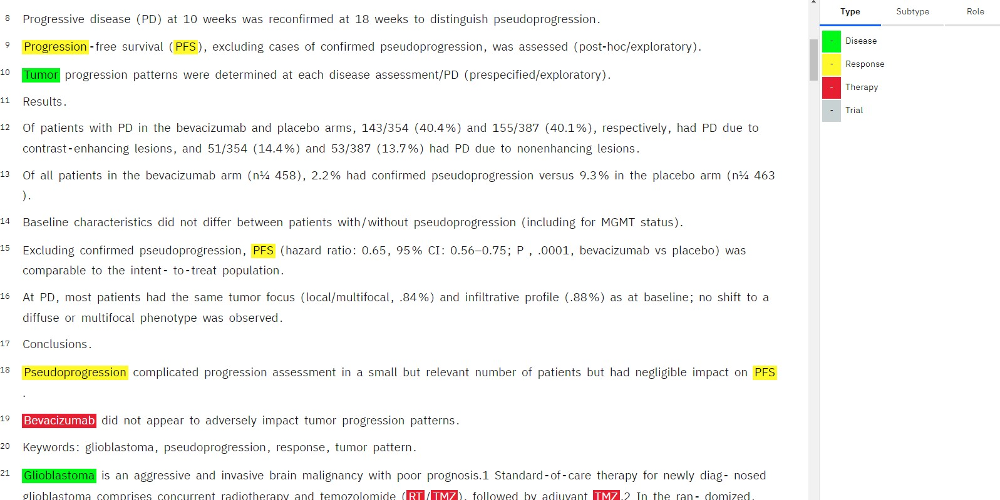 8 Progressive disease (PD) at 10 weeks was reconfirmed at 18 weeks to distinguish pseudoprogression.
9 Progression-free survival (PFS), excluding cases of confirmed pseudoprogression, was assessed (post-hoc/exploratory).
10 Tumor progression patterns were determined at each disease assessment/PD (prespecified/exploratory).
11 Results.
12 Of patients with PD in the bevacizumab and placebo arms, 143/354 (40.4%) and 155/387 (40.1%), respectively, had PD due to
contrast-enhancing lesions, and 51/354 (14.4%) and 53/387 (13.7%) had PD due to nonenhancing lesions.
13 Of all patients in the bevacizumab arm (n¼ 458), 2.2% had confirmed pseudoprogression versus 9.3% in the placebo arm (n¼ 463
).
14 Baseline characteristics did not differ between patients with/without pseudoprogression (including for MGMT status).
15 Excluding confirmed pseudoprogression, PFS (hazard ratio: 0.65, 95% CI: 0.56–0.75; P , .0001, bevacizumab vs placebo) was
comparable to the intent- to-treat population.
16 At PD, most patients had the same tumor focus (local/multifocal, .84%) and infiltrative profile (.88%) as at baseline; no shift to a
diffuse or multifocal phenotype was observed.
17 Conclusions.
18 Pseudoprogression complicated progression assessment in a small but relevant number of patients but had negligible impact on PFS
.
19 Bevacizumab did not appear to adversely impact tumor progression patterns.
20 Keywords: glioblastoma, pseudoprogression, response, tumor pattern.
21 Glioblastoma is an aggressive and invasive brain malignancy with poor prognosis.1 Standard-of-care therapy for newly diag- nosed
glioblastoma comprises concurrent radiotherapy and temozolomide (RT/TMZ), followed by adjuvant TMZ.2 In the ran- domized,
Type Subtype Role
- Disease
- Response
- Therapy
- Trial